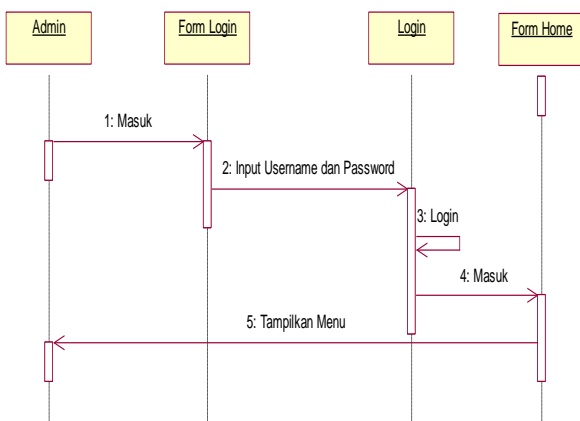 Admin
Form Login
Login
Form Home
1: Masuk
2: Input Username dan Password
3: Login
4: Masuk
5: Tampilkan Menu